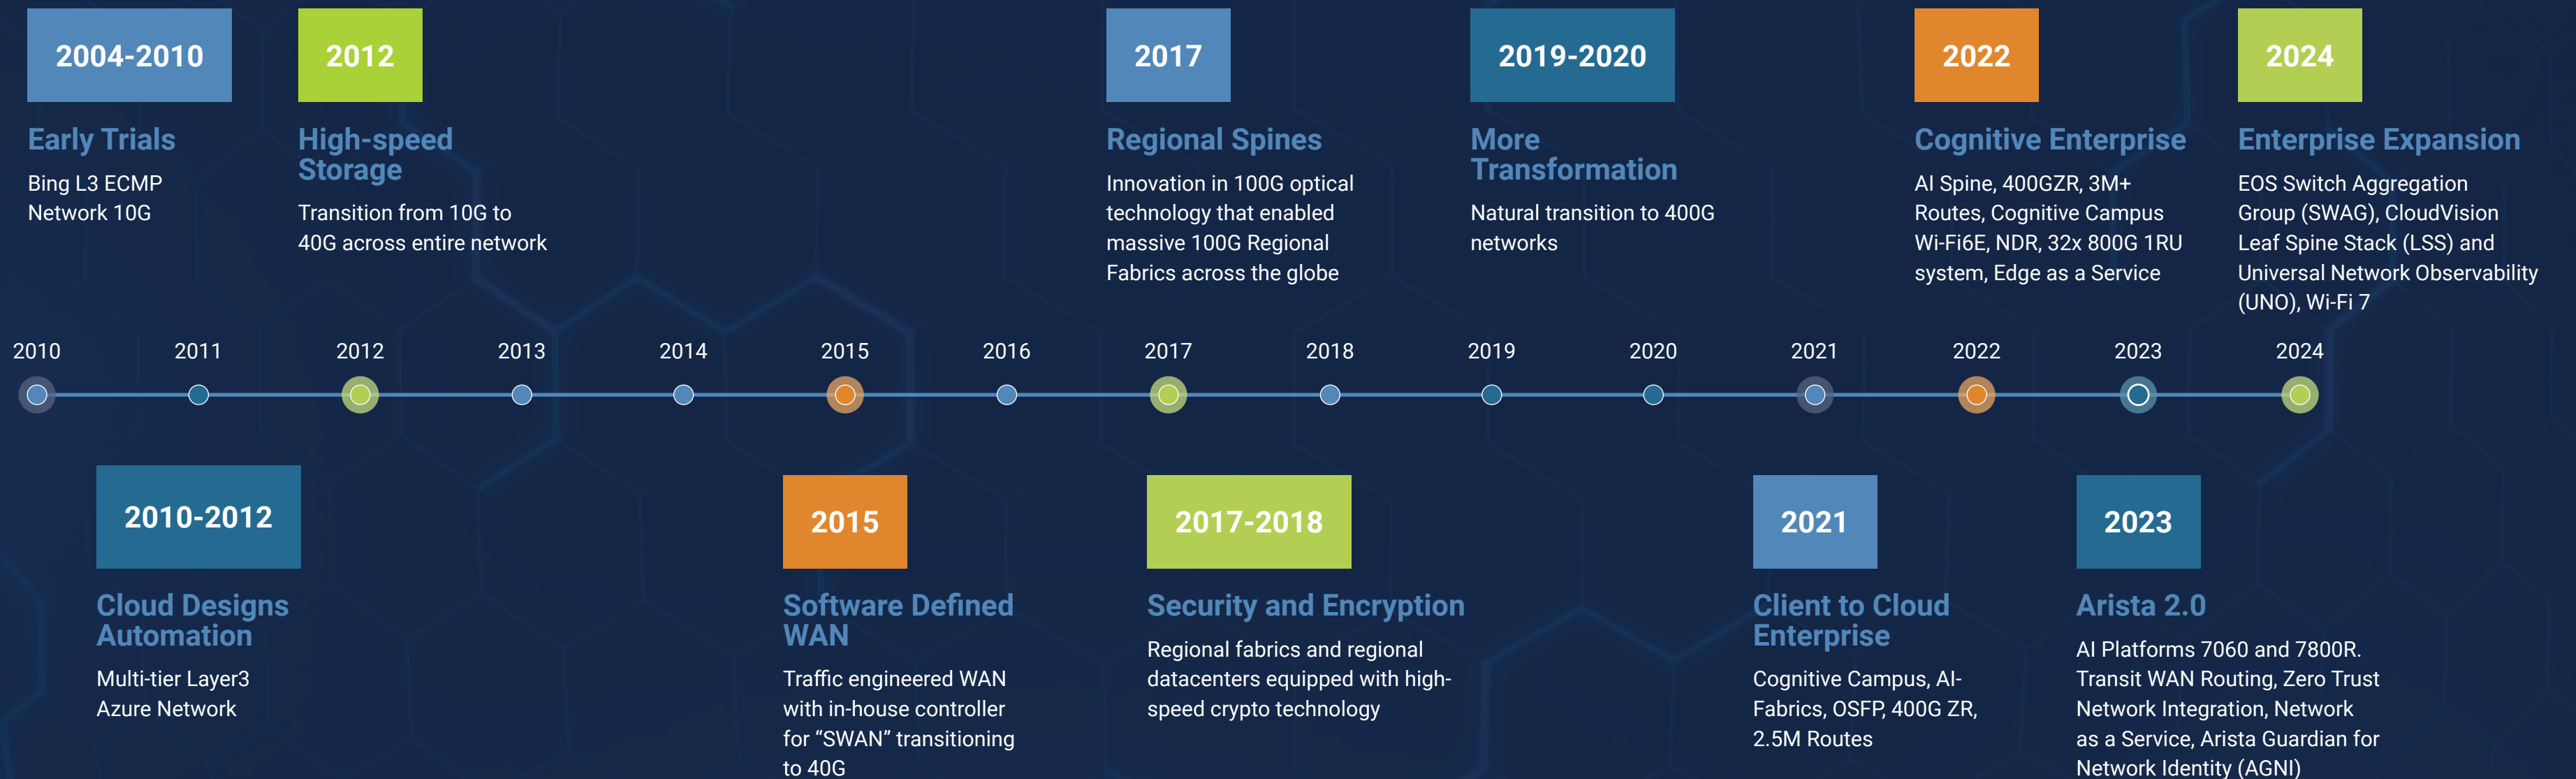 2004-2010
Early Trials
Bing L3 ECMP
Network 10G
2012
High-speed
Storage
Transition from 10G to
40G across entire network
2017
Regional Spines
Innovation in 100G optical
technology that enabled
massive 100G Regional
Fabrics across the globe
2019-2020
More
Transformation
Natural transition to 400G
networks
2022
Cognitive Enterprise
AI Spine, 400GZR, 3M+
Routes, Cognitive Campus
Wi-Fi6E, NDR, 32x 800G 1RU
system, Edge as a Service
2024
Enterprise Expansion
EOS Switch Aggregation
Group (SWAG), CloudVision
Leaf Spine Stack (LSS) and
Universal Network Observability
(UNO), Wi-Fi 7
2010 2011 2012 2013 2014 2015 2016 2017 2018 2019 2020 2021 2022 2023 2024
2010-2012
Cloud Designs
Automation
Multi-tier Layer3
Azure Network
2015
Software Defined
WAN
Traffic engineered WAN
with in-house controller
for “SWAN” transitioning
to 40G
2017-2018
Security and Encryption
Regional fabrics and regional
datacenters equipped with high-
speed crypto technology
2021
Client to Cloud
Enterprise
Cognitive Campus, AI-
Fabrics, OSFP, 400G ZR,
2.5M Routes
2023
Arista 2.0
AI Platforms 7060 and 7800R.
Transit WAN Routing, Zero Trust
Network Integration, Network
as a Service, Arista Guardian for
Network Identity (AGNI)